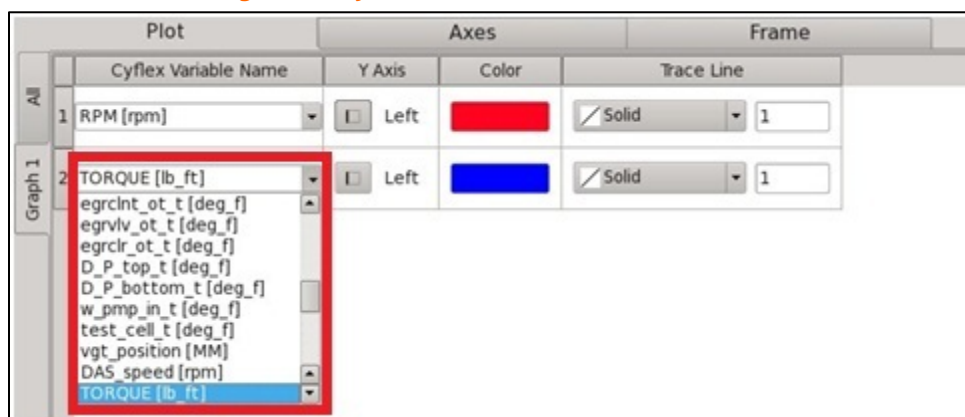 Plot Axes Frame
Cyflex Variable Name Y Axis Color Trace Line
All
1 RPM [rpm] Left Solid 1
Graph 1
2 TORQUE [lb_ft] Left Solid 1
egrclnt_ot_t [deg_f]
egrvlv_ot_t [deg_f]
egrclr_ot_t [deg_f]
D_P_top_t [deg_f]
D_P_bottom_t [deg_f]
w_pmp_in_t [deg_f]
test_cell_t [deg_f]
vgt_position [MM]
DAS_speed [rpm]
TORQUE [lb_ft]